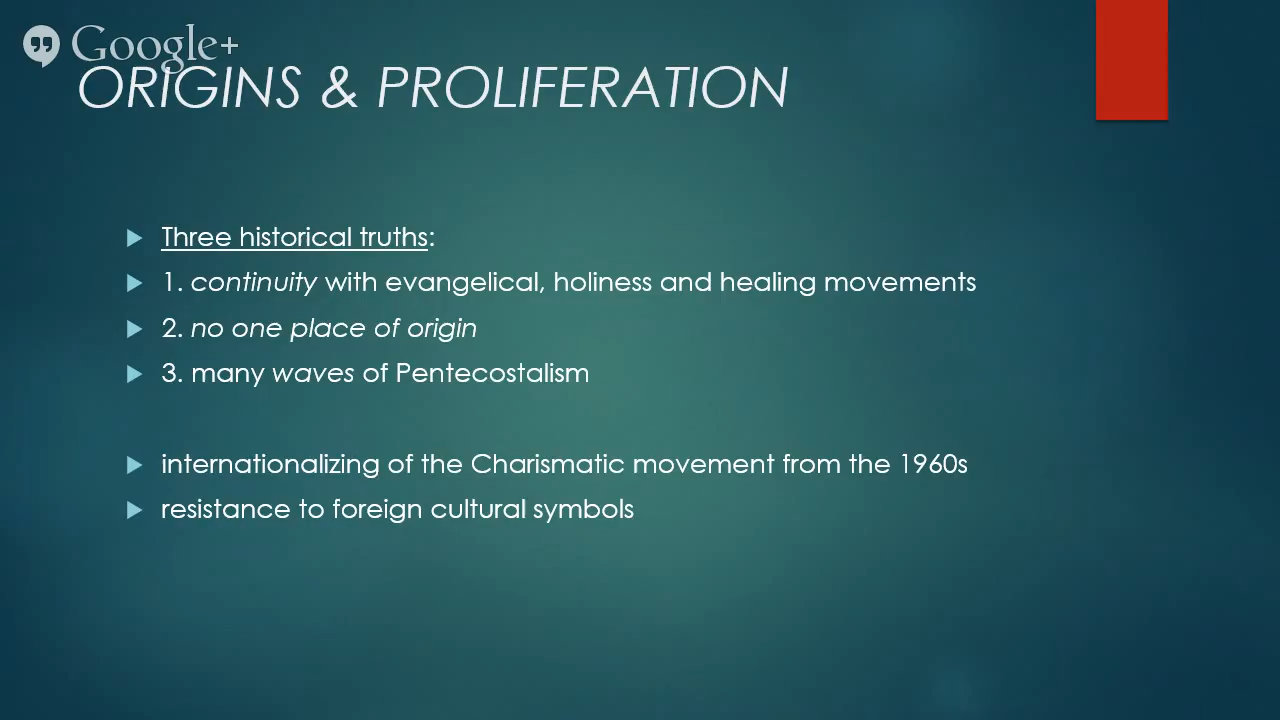 Google+
ORIGINS & PROLIFERATION
Three historical truths:
1. continuity with evangelical, holiness and healing movements
2. no one place of origin
3. many waves of Pentecostalism
internationalizing of the Charismatic movement from the 1960s
resistance to foreign cultural symbols